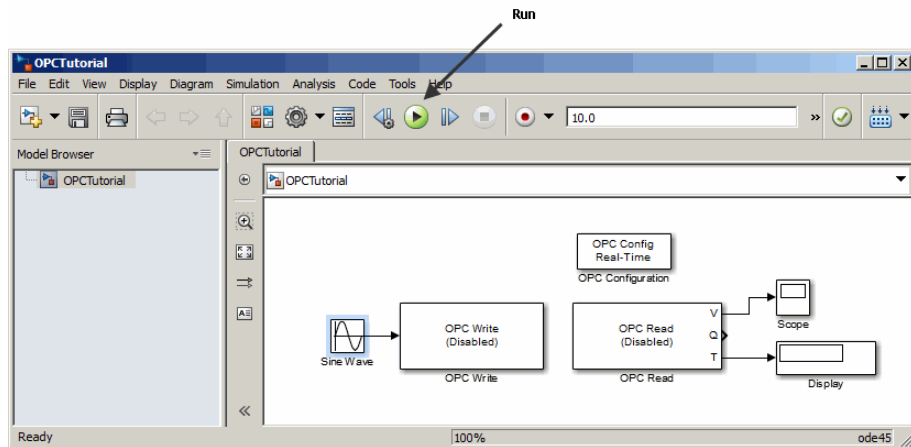 Run
OPCTutorial
File Edit View Display Diagram Simulation Analysis Code Tools Help
10.0
»
Model Browser
OPCTutorial
OPCTutorial
OPCTutorial
OPC Config
Real-Time
OPC Configuration
Sine Wave
OPC Write
(Disabled)
OPC Write
OPC Read
(Disabled)
V
Q
T
OPC Read
Scope
Display
Ready 100% ode45